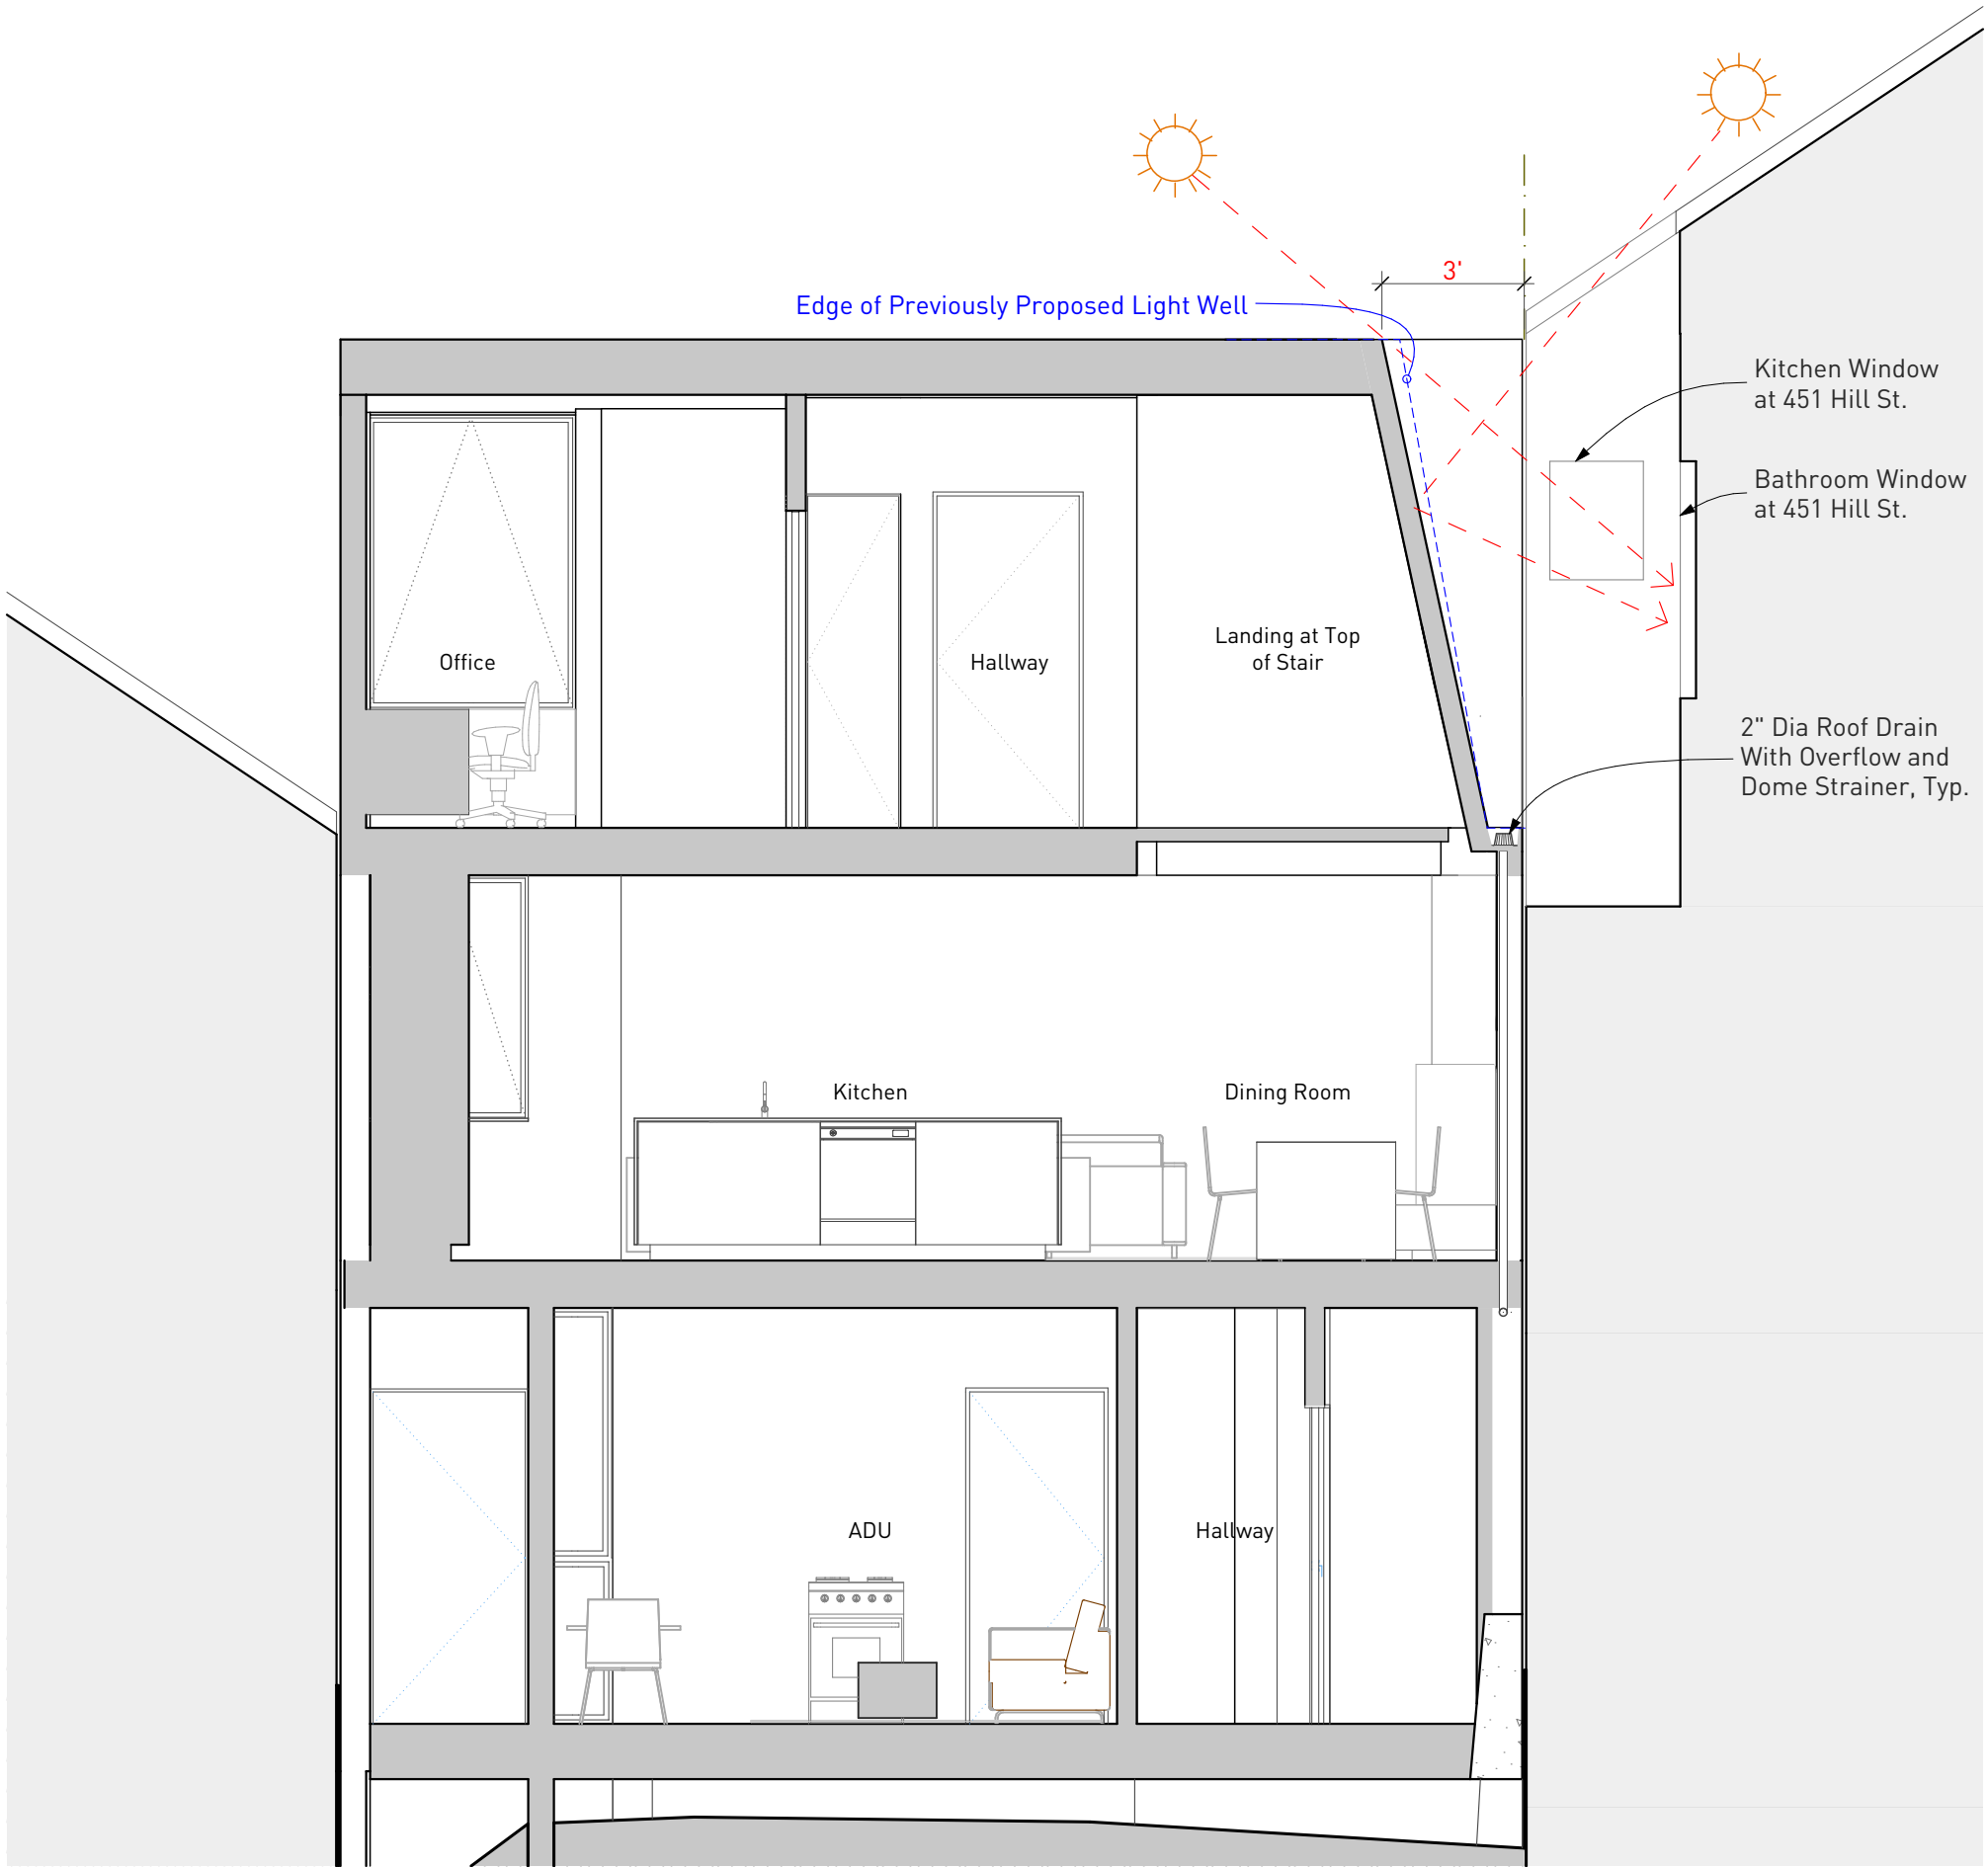 3'
Edge of Previously Proposed Light Well
Kitchen Window
at 451 Hill St.
Bathroom Window
at 451 Hill St.
Office
Hallway
Landing at Top
of Stair
2" Dia Roof Drain
With Overflow and
Dome Strainer, Typ.
Kitchen
Dining Room
ADU
Hallway